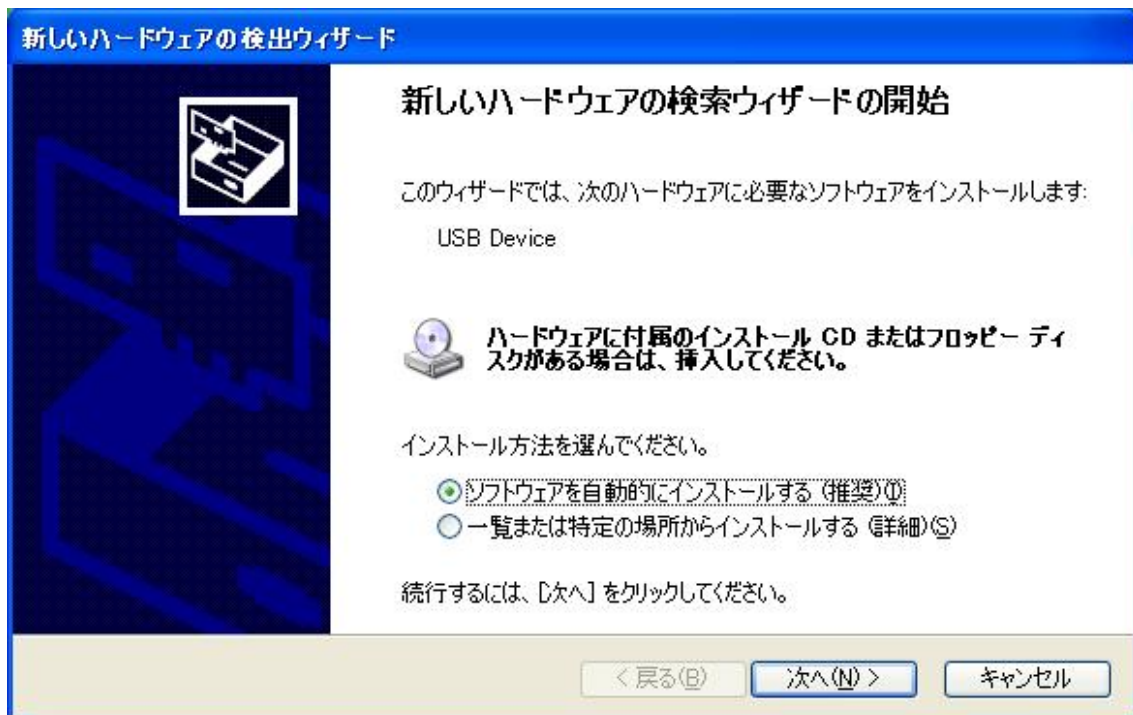 新しいハードウェアの検出ウィザード
新しいハードウェアの検索ウィザードの開始
このウィザードでは、次のハードウェアに必要なソフトウェアをインストールします:
USB Device
ハードウェアに付属のインストール CD またはフロッピー ディ
スクがある場合は、挿入してください。
インストール方法を選んでください。
ソフトウェアを自動的にインストールする (推奨)(I)
一覧または特定の場所からインストールする (詳細)(S)
続行するには、[次へ] をクリックしてください。
< 戻る(B) 次へ(N) > キャンセル